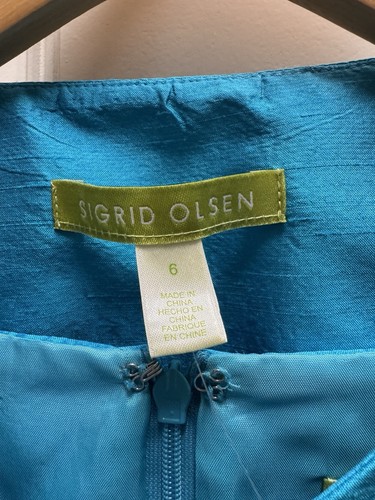 SIGRID OLSEN
6
MADE IN
CHINA
HECHO EN
CHINA
FABRIQUE
EN CHINE